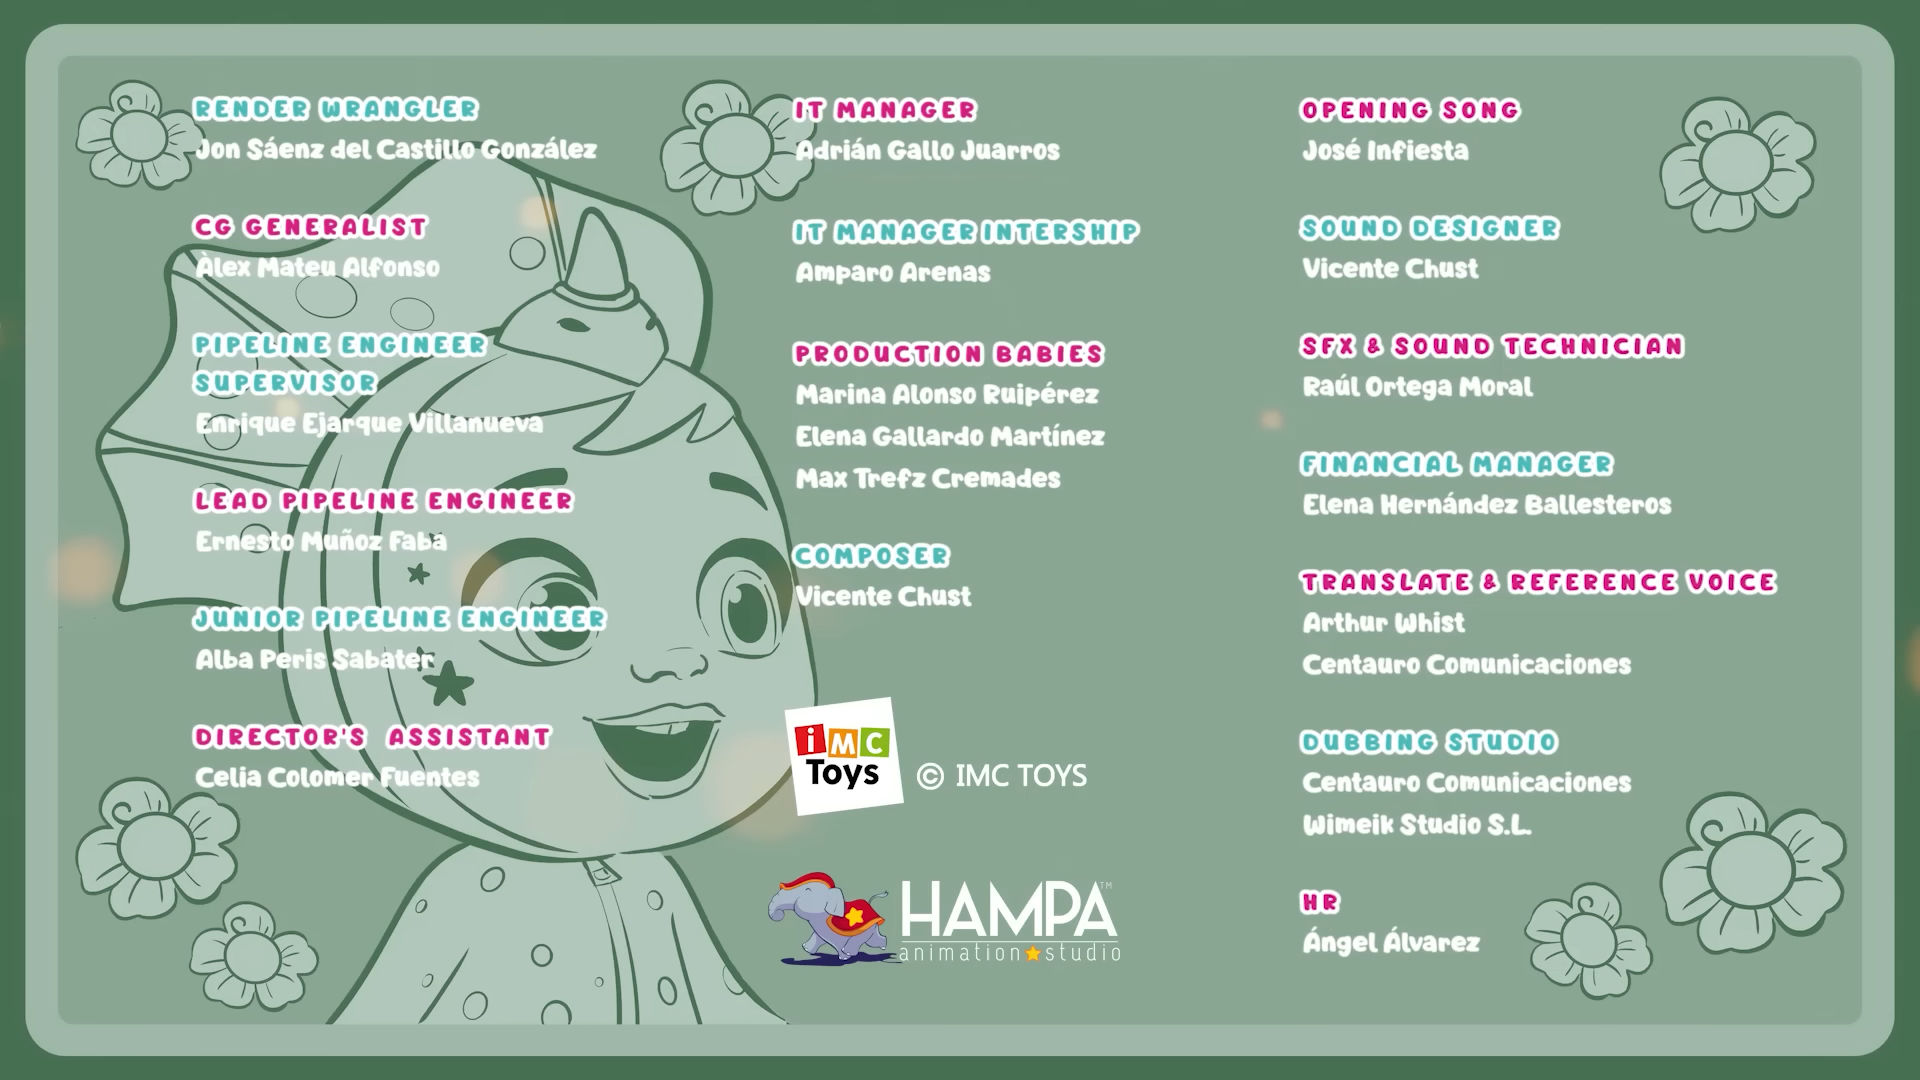 RENDER WRANGLER
Jon Sáenz del Castillo González
CG GENERALIST
Àlex Mateu Alfonso
PIPELINE ENGINEER
SUPERVISOR
Enrique Ejarque Villanueva
LEAD PIPELINE ENGINEER
Ernesto Muñoz Faba
JUNIOR PIPELINE ENGINEER
Alba Peris Sabater
DIRECTOR'S ASSISTANT
Celia Colomer Fuentes
IT MANAGER
Adrián Gallo Juarros
IT MANAGER INTERSHIP
Amparo Arenas
PRODUCTION BABIES
Marina Alonso Ruipérez
Elena Gallardo Martínez
Max Trefz Cremades
COMPOSER
Vicente Chust
iMC
Toys
© IMC TOYS
HAMPA™
animation studio
OPENING SONG
José Infiesta
SOUND DESIGNER
Vicente Chust
SFX & SOUND TECHNICIAN
Raúl Ortega Moral
FINANCIAL MANAGER
Elena Hernández Ballesteros
TRANSLATE & REFERENCE VOICE
Arthur Whist
Centauro Comunicaciones
DUBBING STUDIO
Centauro Comunicaciones
Wimeik Studio S.L.
HR
Ángel Álvarez